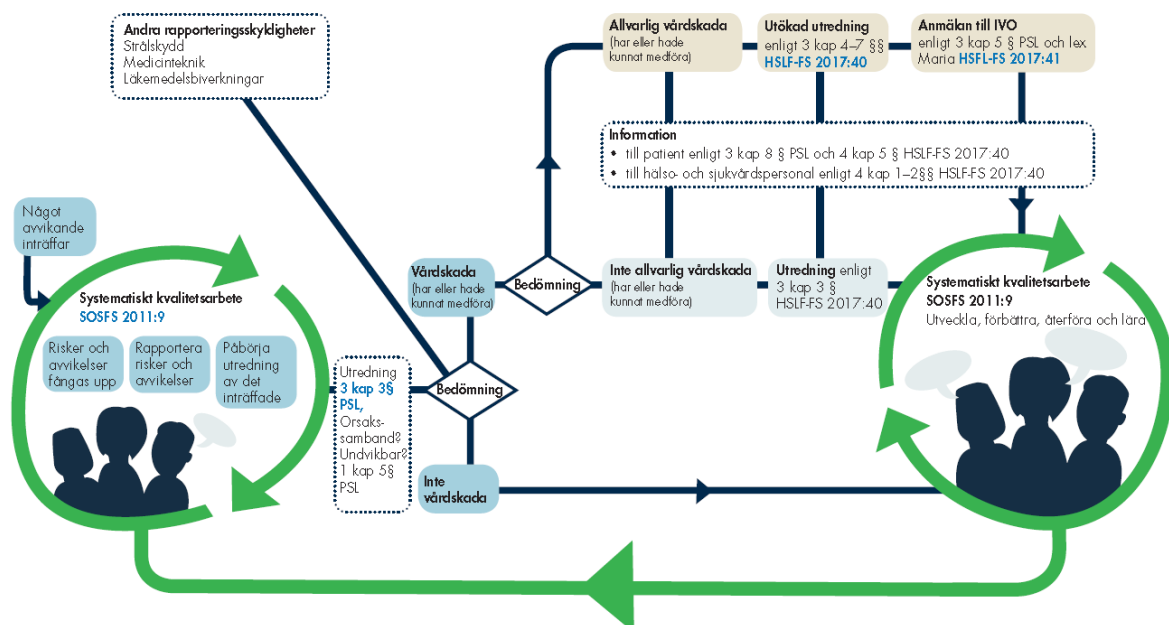 Andra rapporteringsskyldigheter
Strålskydd
Medicinteknik
Läkemedelsbiverkningar
Allvarlig vårdskada
(har eller hade
kunnat medföra)
Utökad utredning
enligt 3 kap 4–7 §§
HSLF-FS 2017:40
Anmälan till IVO
enligt 3 kap 5 § PSL och lex
Maria HSFL-FS 2017:41
Information
• till patient enligt 3 kap 8 § PSL och 4 kap 5 § HSLF-FS 2017:40
• till hälso- och sjukvårdspersonal enligt 4 kap 1–2§§ HSLF-FS 2017:40
Något
avvikande
inträffar
Systematiskt kvalitetsarbete
SOSFS 2011:9
Risker och
avvikelser
fångas upp
Rapportera
risker och
avvikelser
Påbörja
utredning
av det
inträffade
Utredning
3 kap 3§
PSL,
Orsaks-
samband?
Undvikbar?
1 kap 5§
PSL
Bedömning
Vårdskada
(har eller hade
kunnat medföra)
Inte
vårdskada
Bedömning
Inte allvarlig vårdskada
(har eller hade
kunnat medföra)
Utredning enligt
3 kap 3 §
HSLF-FS 2017:40
Systematiskt kvalitetsarbete
SOSFS 2011:9
Utveckla, förbättra, återföra och lära